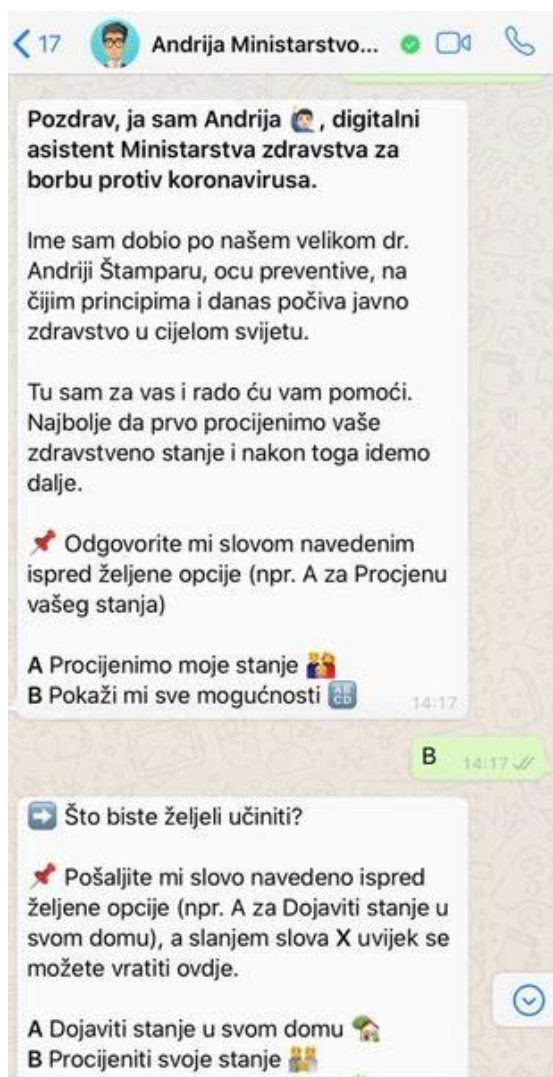 17 Andrija Ministarstvo...
Pozdrav, ja sam Andrija 🙋🏻‍♂️, digitalni
asistent Ministarstva zdravstva za
borbu protiv koronavirusa.
Ime sam dobio po našem velikom dr.
Andriji Štamparu, ocu preventive, na
čijim principima i danas počiva javno
zdravstvo u cijelom svijetu.
Tu sam za vas i rado ću vam pomoći.
Najbolje da prvo procijenimo vaše
zdravstveno stanje i nakon toga idemo
dalje.
📌 Odgovorite mi slovom navedenim
ispred željene opcije (npr. A za Procjenu
vašeg stanja)
A Procijenimo moje stanje
B Pokaži mi sve mogućnosti 🔠
14:17
B 14:17
➡️ Što biste željeli učiniti?
📌 Pošaljite mi slovo navedeno ispred
željene opcije (npr. A za Dojaviti stanje u
svom domu), a slanjem slova X uvijek se
možete vratiti ovdje.
A Dojaviti stanje u svom domu 🏡
B Procijeniti svoje stanje